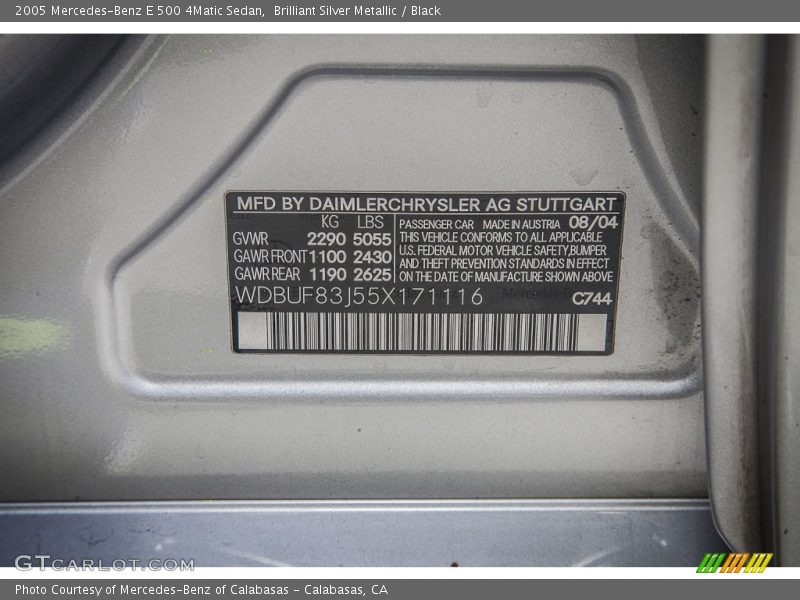 2005 Mercedes-Benz E 500 4Matic Sedan,  Brilliant Silver Metallic / Black
MFD BY DAIMLERCHRYSLER AG STUTTGART
KG LBS
GVWR 2290 5055
GAWR FRONT 1100 2430
GAWR REAR 1190 2625
PASSENGER CAR MADE IN AUSTRIA 08/04
THIS VEHICLE CONFORMS TO ALL APPLICABLE
U.S. FEDERAL MOTOR VEHICLE SAFETY, BUMPER
AND THEFT PREVENTION STANDARDS IN EFFECT
ON THE DATE OF MANUFACTURE SHOWN ABOVE
WDBUF83J55X171116 C744
GTCARLOT.COM
Photo Courtesy of Mercedes-Benz of Calabasas - Calabasas, CA